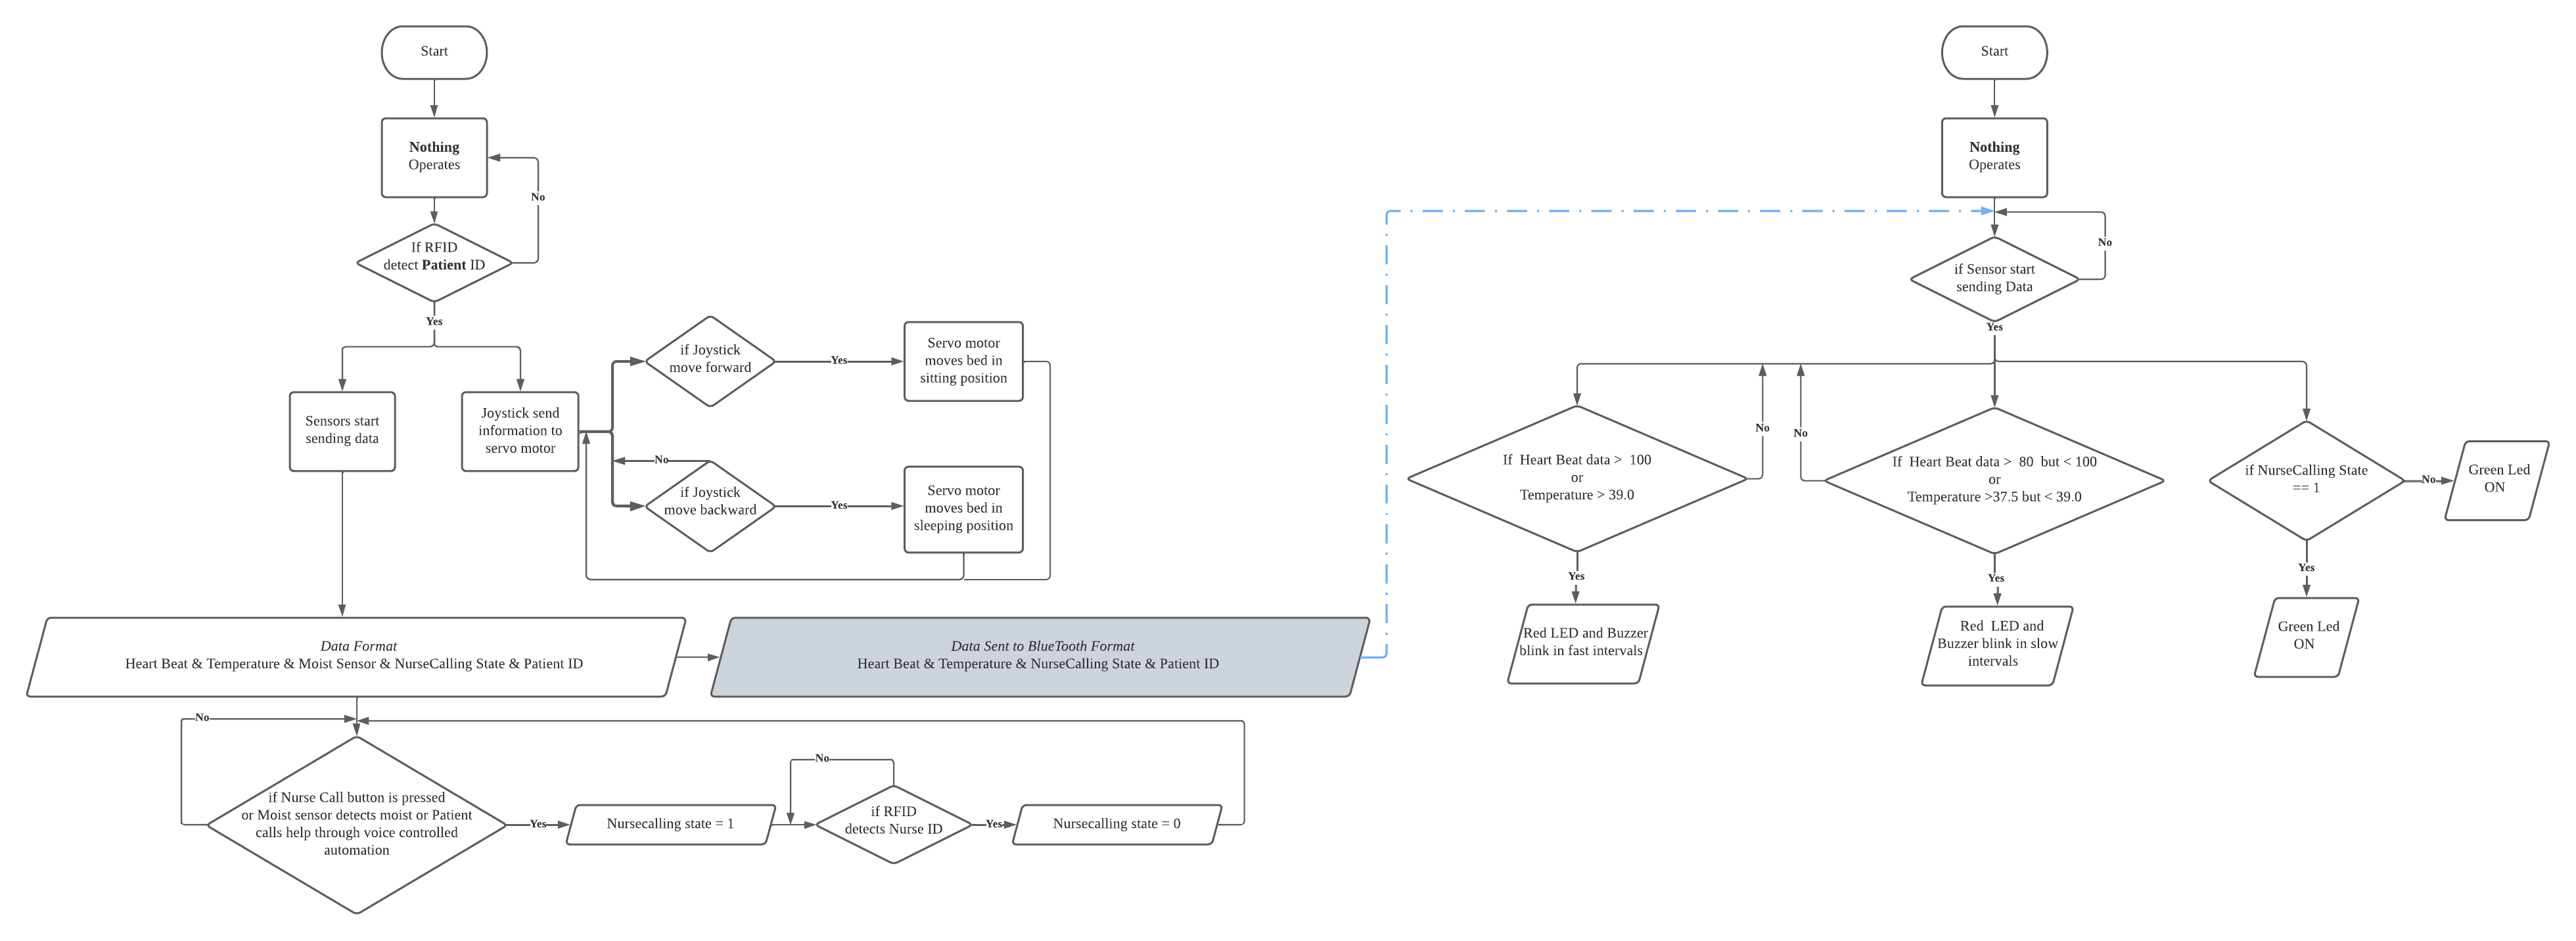 Start
Nothing
Operates
No
If RFID
detect Patient ID
Yes
Sensors start
sending data
Joystick send
information to
servo motor
if Joystick
move forward
Yes
Servo motor
moves bed in
sitting position
No
if Joystick
move backward
Yes
Servo motor
moves bed in
sleeping position
Data Format
Heart Beat & Temperature & Moist Sensor & NurseCalling State & Patient ID
Data Sent to BlueTooth Format
Heart Beat & Temperature & NurseCalling State & Patient ID
No
if Nurse Call button is pressed
or Moist sensor detects moist or Patient
calls help through voice controlled
automation
Yes
Nursecalling state = 1
No
if RFID
detects Nurse ID
Yes
Nursecalling state = 0
Start
Nothing
Operates
No
if Sensor start
sending Data
Yes
If Heart Beat data > 100
or
Temperature > 39.0
No
Yes
Red LED and Buzzer
blink in fast intervals
No
If Heart Beat data > 80 but < 100
or
Temperature >37.5 but < 39.0
Yes
Red LED and
Buzzer blink in slow
intervals
if NurseCalling State
== 1
No
Green Led
ON
Yes
Green Led
ON